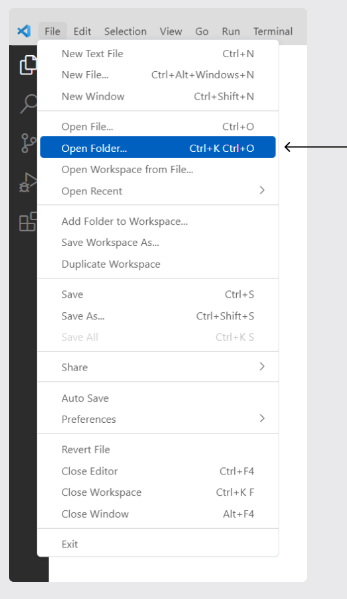 File Edit Selection View Go Run Terminal
New Text File Ctrl+N
New File... Ctrl+Alt+Windows+N
New Window Ctrl+Shift+N
Open File... Ctrl+O
Open Folder... Ctrl+K Ctrl+O
Open Workspace from File...
Open Recent
Add Folder to Workspace...
Save Workspace As...
Duplicate Workspace
Save Ctrl+S
Save As... Ctrl+Shift+S
Save All Ctrl+K S
Share
Auto Save
Preferences
Revert File
Close Editor Ctrl+F4
Close Workspace Ctrl+K F
Close Window Alt+F4
Exit